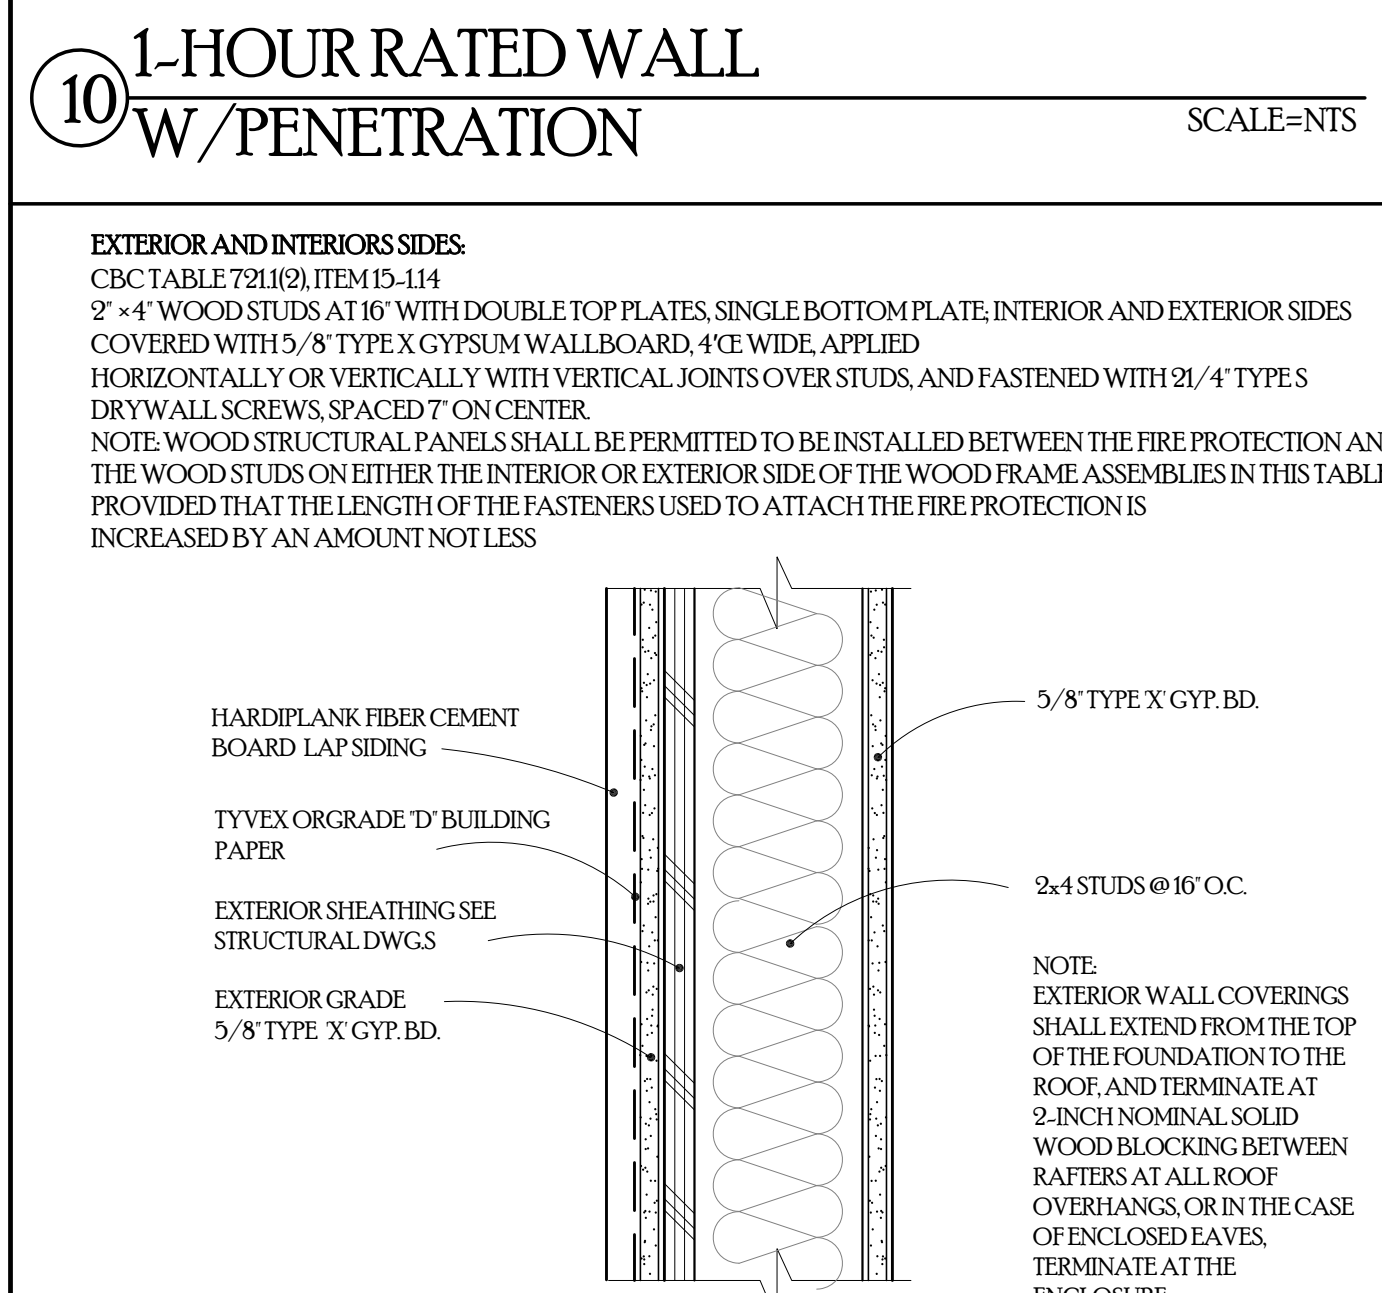 10
1-HOUR RATED WALL
W/PENETRATION
SCALE=NTS
EXTERIOR AND INTERIORS SIDES:
CBC TABLE 721.1(2), ITEM 15-1.14
2" ×4" WOOD STUDS AT 16" WITH DOUBLE TOP PLATES, SINGLE BOTTOM PLATE; INTERIOR AND EXTERIOR SIDES
COVERED WITH 5/8" TYPE X GYPSUM WALLBOARD, 4'Œ WIDE, APPLIED
HORIZONTALLY OR VERTICALLY WITH VERTICAL JOINTS OVER STUDS, AND FASTENED WITH 21/4" TYPE S
DRYWALL SCREWS, SPACED 7" ON CENTER.
NOTE: WOOD STRUCTURAL PANELS SHALL BE PERMITTED TO BE INSTALLED BETWEEN THE FIRE PROTECTION AN
THE WOOD STUDS ON EITHER THE INTERIOR OR EXTERIOR SIDE OF THE WOOD FRAME ASSEMBLIES IN THIS TABLE
PROVIDED THAT THE LENGTH OF THE FASTENERS USED TO ATTACH THE FIRE PROTECTION IS
INCREASED BY AN AMOUNT NOT LESS
HARDIPLANK FIBER CEMENT
BOARD LAP SIDING
TYVEX ORGRADE "D" BUILDING
PAPER
EXTERIOR SHEATHING SEE
STRUCTURAL DWG.S
EXTERIOR GRADE
5/8" TYPE 'X' GYP. BD.
5/8" TYPE 'X' GYP. BD.
2x4 STUDS @ 16" O.C.
NOTE:
EXTERIOR WALL COVERINGS
SHALL EXTEND FROM THE TOP
OF THE FOUNDATION TO THE
ROOF, AND TERMINATE AT
2-INCH NOMINAL SOLID
WOOD BLOCKING BETWEEN
RAFTERS AT ALL ROOF
OVERHANGS, OR IN THE CASE
OF ENCLOSED EAVES,
TERMINATE AT THE
ENCLOSURE